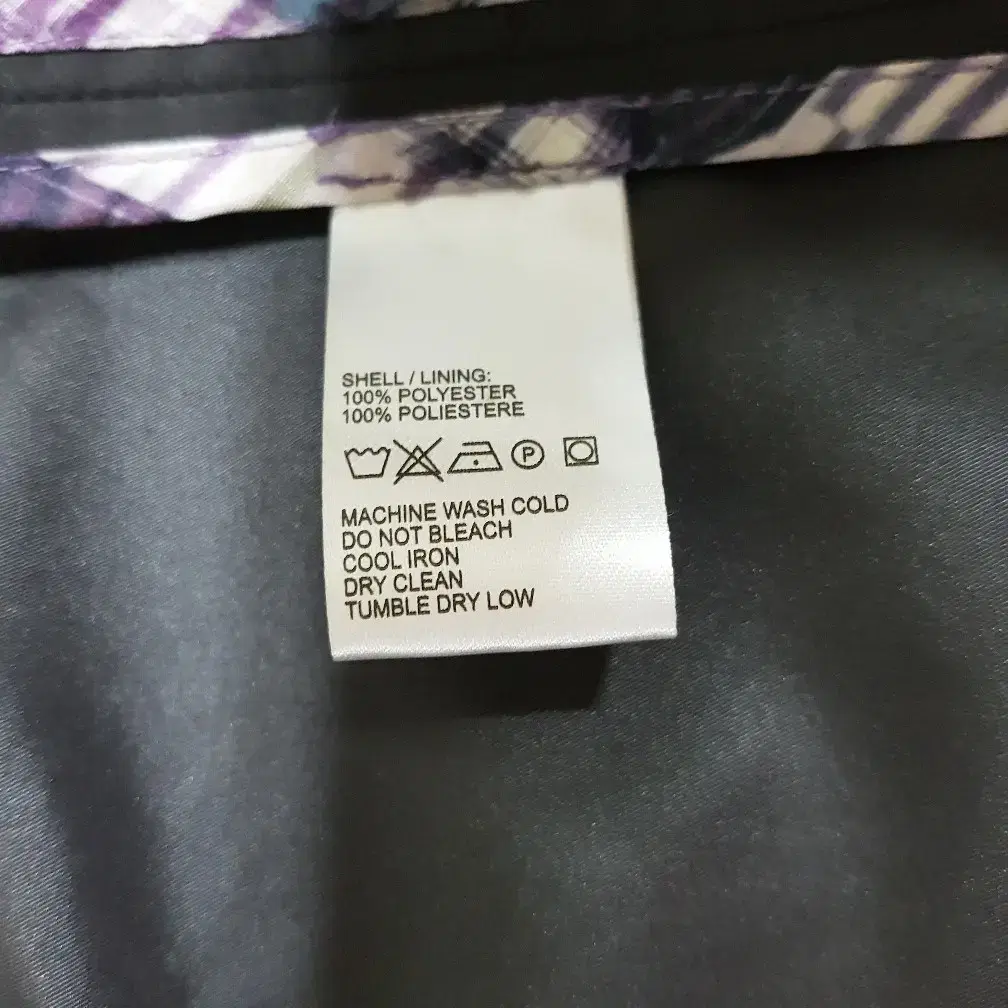 SHELL / LINING:
100% POLYESTER
100% POLIESTERE
P
MACHINE WASH COLD
DO NOT BLEACH
COOL IRON
DRY CLEAN
TUMBLE DRY LOW